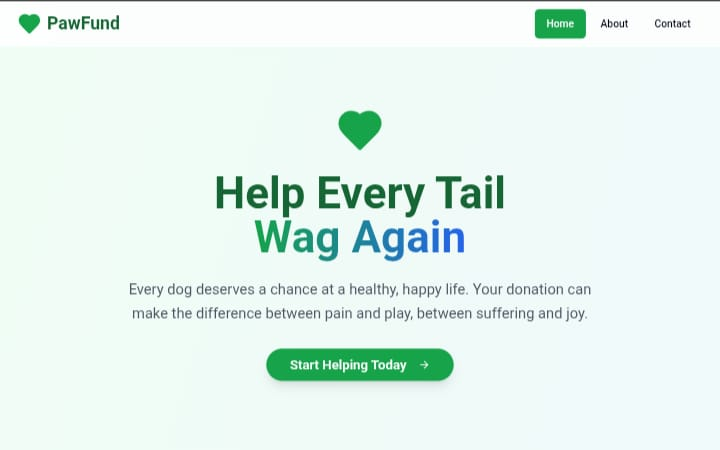 PawFund
Home
About
Contact
Help Every Tail
Wag Again
Every dog deserves a chance at a healthy, happy life. Your donation can
make the difference between pain and play, between suffering and joy.
Start Helping Today →